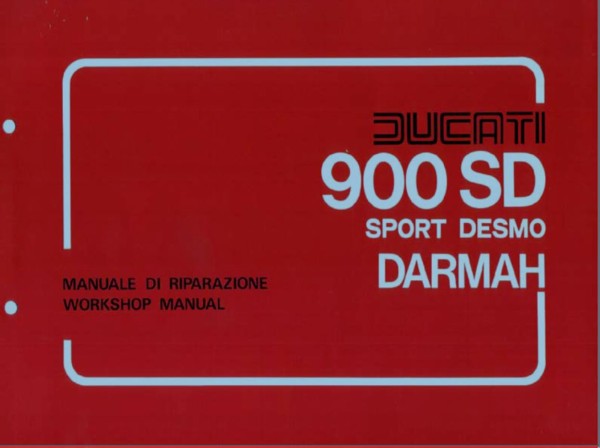 DUCATI
900 SD
SPORT DESMO
DARMAH
MANUALE DI RIPARAZIONE
WORKSHOP MANUAL